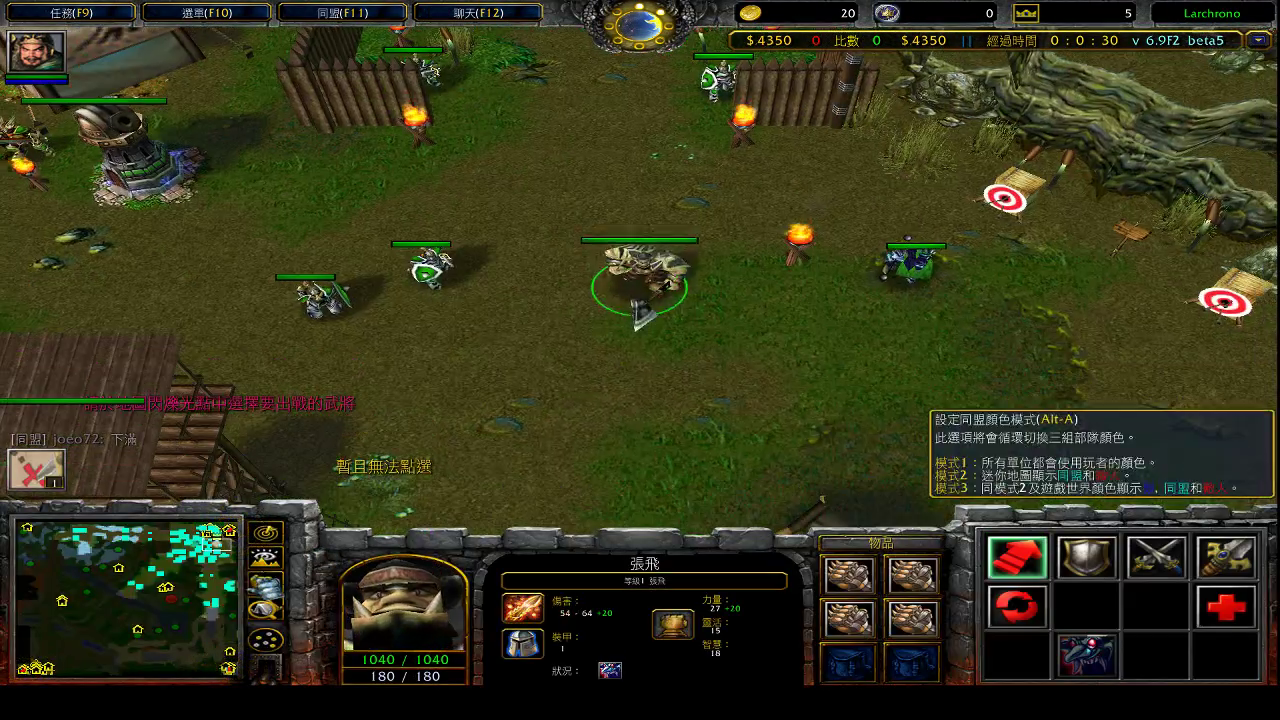 任務(F9) 選單(F10) 同盟(F11) 聊天(F12) 20 0 5 Larchrono
$.4350 0 比數 0 $.4350 || 經過時間 0 : 0 : 30 v 6.9F2 beta5
閃爍光點中選擇要出戰的武將
[同盟] joeo72: 下滿
1
暫且無法點選
設定同盟顏色模式(Alt-A)
此選項將會循環切換三組部隊顏色。
模式1：所有單位都會使用玩者的顏色。
模式2：迷你地圖顯示同盟和敵人。
模式3：同模式2及遊戲世界顏色顯示 , 同盟和敵人。
張飛
等級1 張飛
傷害：
54 - 64 +20
裝甲：
1
狀況：
力量：
27 +20
靈活：
15
智慧：
18
1040 / 1040
180 / 180
物品